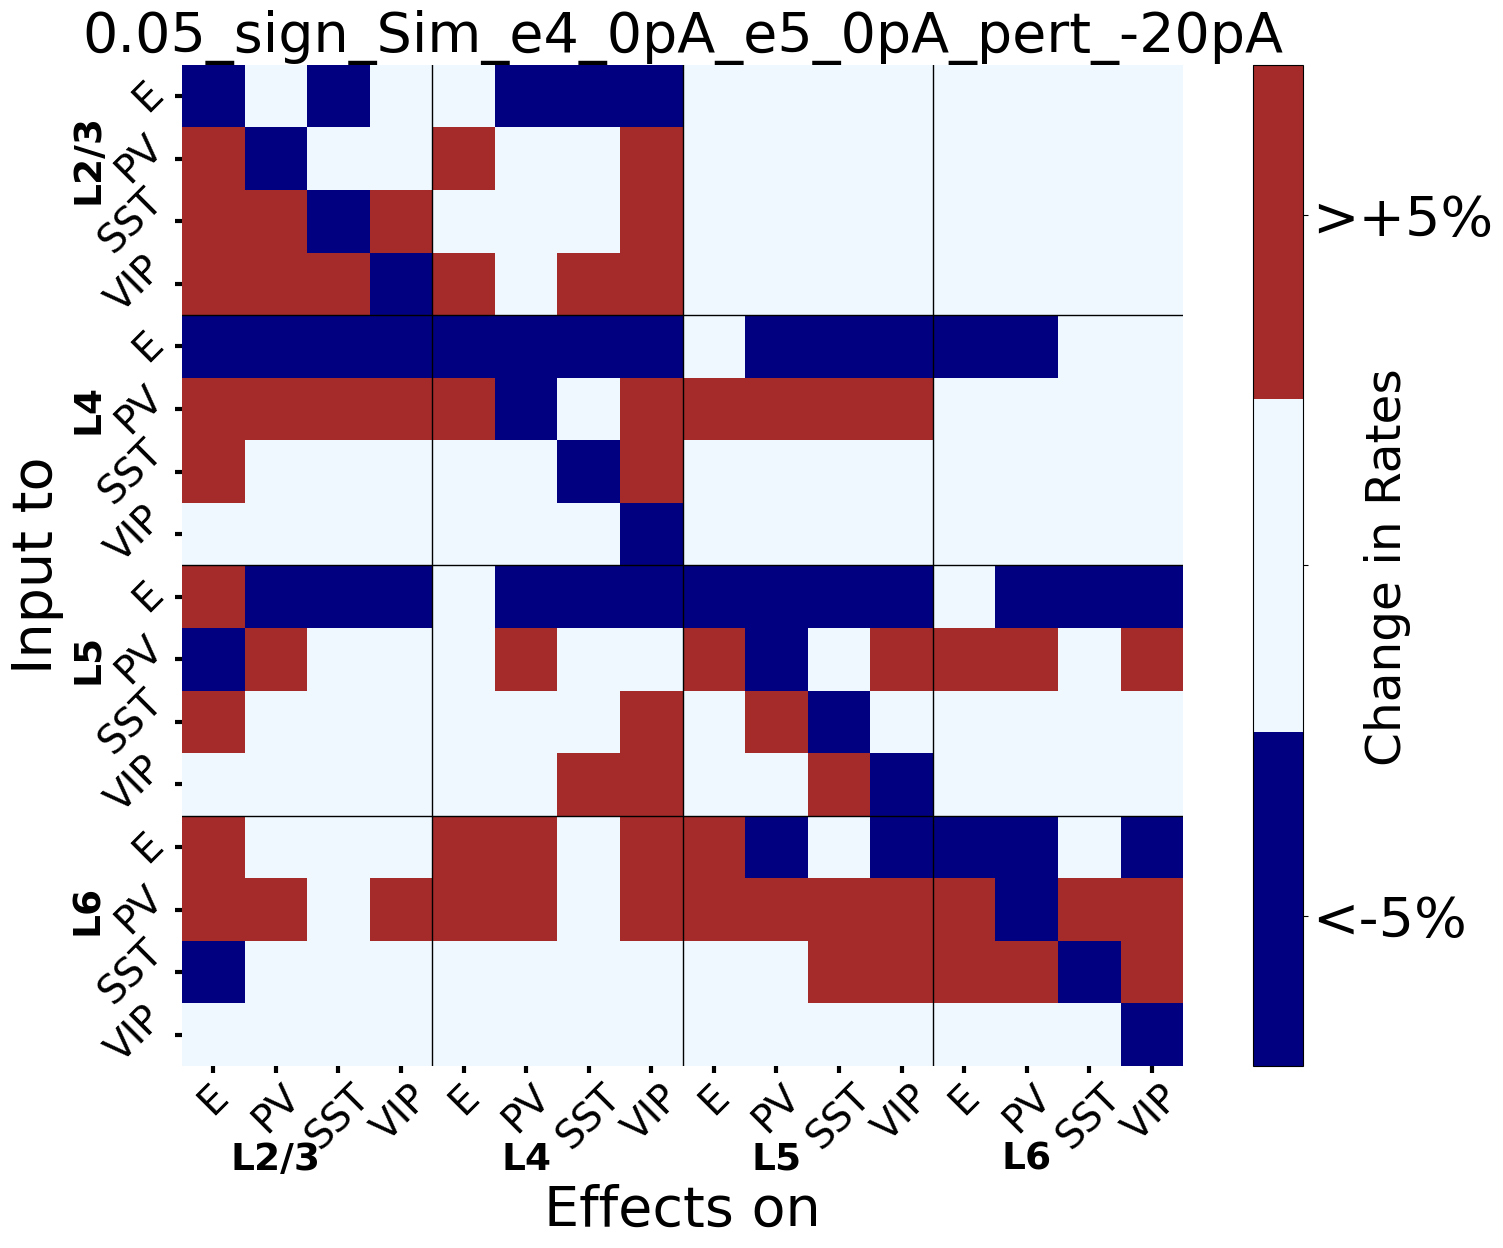 0.05_sign_Sim_e4_0pA_e5_0pA_pert_-20pA
Input to
L2/3
E
PV
SST
VIP
L4
E
PV
SST
VIP
L5
E
PV
SST
VIP
L6
E
PV
SST
VIP
E
PV
SST
VIP
E
PV
SST
VIP
E
PV
SST
VIP
E
PV
SST
VIP
L2/3
L4
L5
L6
Effects on
>+5%
<-5%
Change in Rates